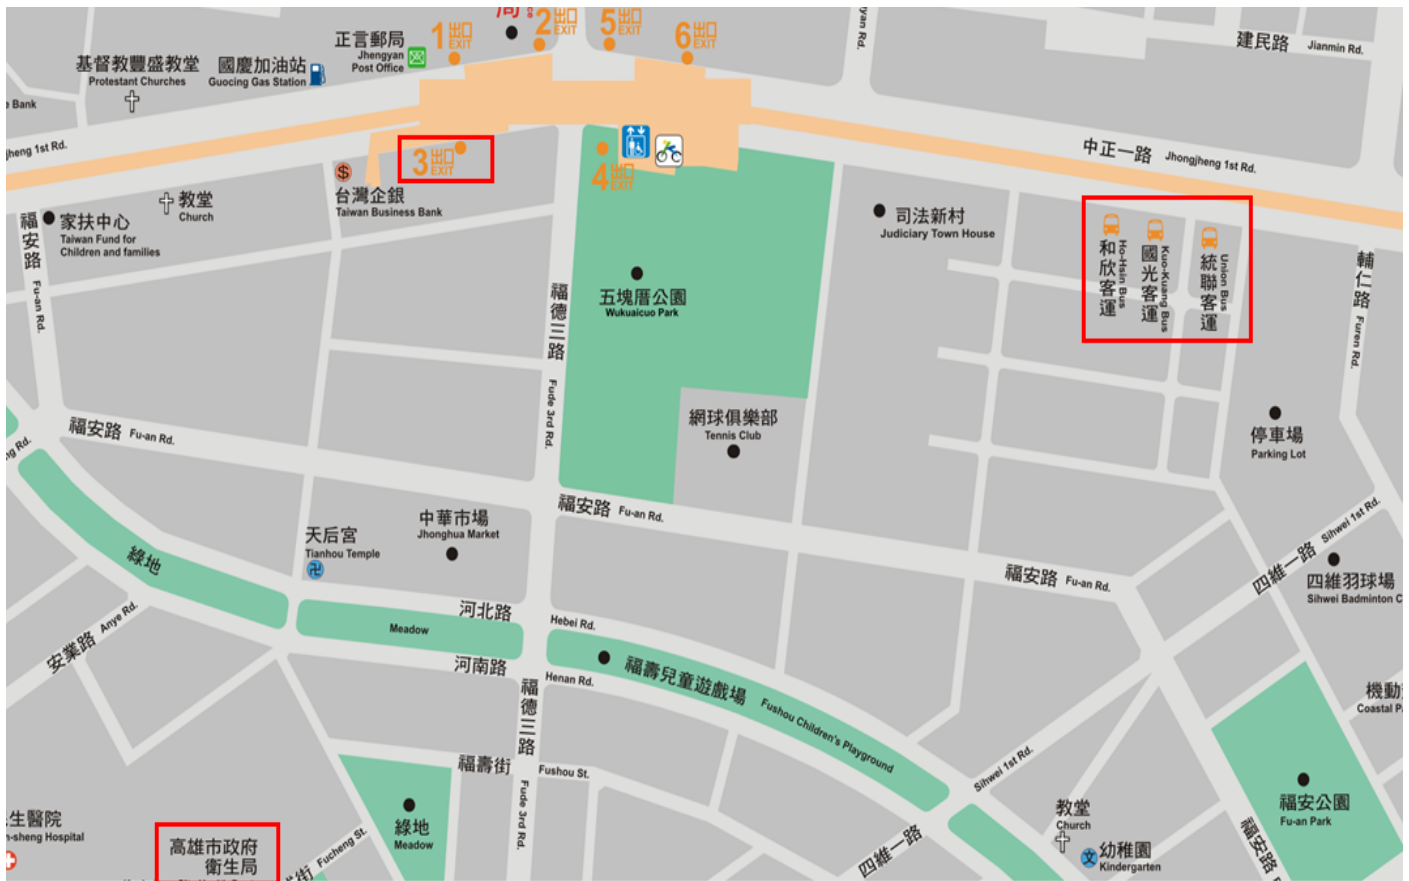 1 出口 EXIT
2 出口 EXIT
5 出口 EXIT
6 出口 EXIT
建民路 Jianmin Rd.
正言郵局
Jhengyan
Post Office
基督教豐盛教堂
Protestant Churches
國慶加油站
Guocing Gas Station
Bank
中正一路 Jhongjheng 1st Rd.
3 出口 EXIT
4 出口 EXIT
$
台灣企銀
Taiwan Business Bank
教堂
Church
家扶中心
Taiwan Fund for
Children and families
福安路 Fu-an Rd.
司法新村
Judiciary Town House
和欣客運 Ho-Hsin Bus
國光客運 Kuo-Kuang Bus
統聯客運 Union Bus
輔仁路 Furen Rd.
五塊厝公園
Wukuaicuo Park
福德三路 Fude 3rd Rd.
網球俱樂部
Tennis Club
停車場
Parking Lot
福安路 Fu-an Rd.
福安路 Fu-an Rd.
中華市場
Jhonghua Market
天后宮
Tianhou Temple
卍
四維一路 Sihwei 1st Rd.
四維羽球場
Sihwei Badminton C
福安路 Fu-an Rd.
綠地
Meadow
河北路 Hebei Rd.
河南路 Henan Rd.
安業路 Anye Rd.
福壽兒童遊戲場 Fushou Children's Playground
機動
Coastal
福德三路 Fude 3rd Rd.
福壽街 Fushou St.
Sihwei 1st Rd.
綠地
Meadow
福安公園
Fu-an Park
教堂
Church
文
幼稚園
Kindergarten
四維一路
福安路
生醫院
-sheng Hospital
高雄市政府
衛生局
街 Fucheng St.